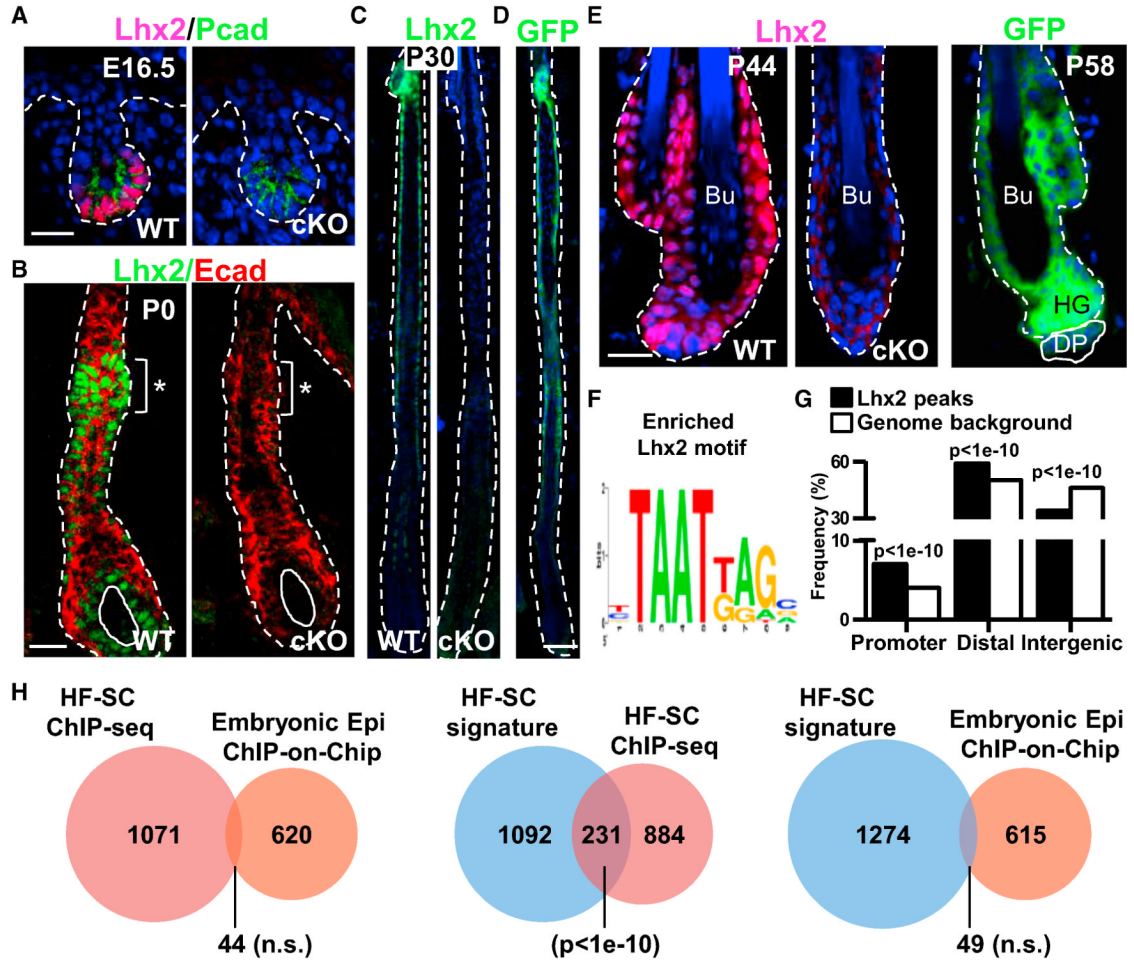 A
Lhx2/Pcad
E16.5
WT
cKO
B
Lhx2/Ecad
P0
*
*
WT
cKO
C
Lhx2
P30
WT
cKO
D
GFP
E
Lhx2
GFP
P44
P58
Bu
Bu
Bu
HG
DP
WT
cKO
F
Enriched
Lhx2 motif
bits
TAAT
G
Lhx2 peaks
Genome background
p<1e-10
p<1e-10
p<1e-10
Frequency (%)
60
30
10
0
Promoter
Distal
Intergenic
H
HF-SC
ChIP-seq
Embryonic Epi
ChIP-on-Chip
1071
620
44 (n.s.)
HF-SC
signature
HF-SC
ChIP-seq
1092
231
884
(p<1e-10)
HF-SC
signature
Embryonic Epi
ChIP-on-Chip
1274
615
49 (n.s.)